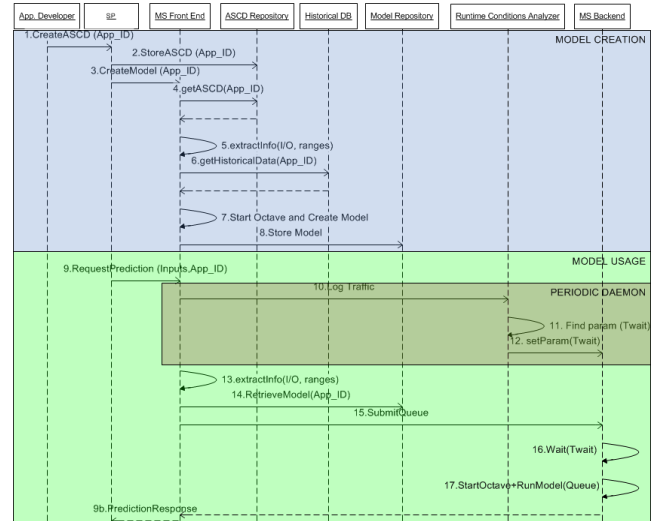 App. Developer
SP
MS Front End
ASCD Repository
Historical DB
Model Repository
Runtime Conditions Analyzer
MS Backend
1.CreateASCD (App_ID)
MODEL CREATION
2.StoreASCD (App_ID)
3.CreateModel (App_ID)
4.getASCD(App_ID)
5.extractInfo(I/O, ranges)
6.getHistoricalData(App_ID)
7.Start Octave and Create Model
8.Store Model
MODEL USAGE
9.RequestPrediction (Inputs,App_ID)
10.Log Traffic
PERIODIC DAEMON
11. Find param (Twait)
12. setParam(Twait)
13.extractInfo(I/O, ranges)
14.RetrieveModel(App_ID)
15.SubmitQueue
16.Wait(Twait)
17.StartOctave+RunModel(Queue)
9b.PredictionResponse